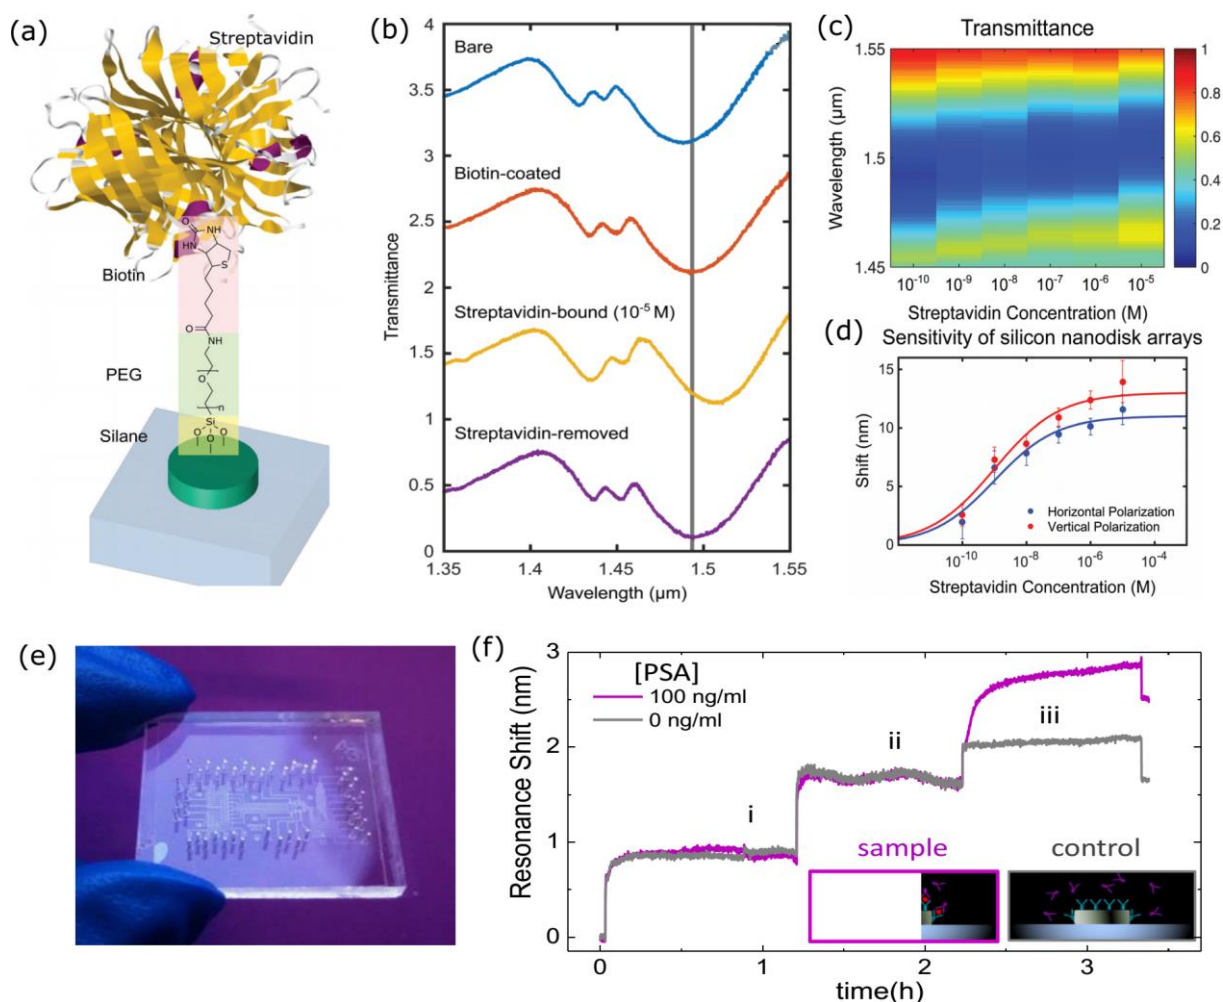 (a)
Streptavidin
O
NH
HN
S
Biotin
O
NH
PEG
O
n
Silane
Si
O O O
(b)
4
Bare
3.5
3
Biotin-coated
2.5
2
Streptavidin-bound (10⁻⁵ M)
1.5
1
Streptavidin-removed
0.5
0
Transmittance
1.35 1.4 1.45 1.5 1.55
Wavelength (μm)
(c)
Transmittance
1.55
1.5
1.45
Wavelength (μm)
1
0.8
0.6
0.4
0.2
0
10⁻¹⁰ 10⁻⁹ 10⁻⁸ 10⁻⁷ 10⁻⁶ 10⁻⁵
Streptavidin Concentration (M)
(d)
Sensitivity of silicon nanodisk arrays
15
10
5
0
Shift (nm)
Horizontal Polarization
Vertical Polarization
10⁻¹⁰ 10⁻⁸ 10⁻⁶ 10⁻⁴
Streptavidin Concentration (M)
(e)
(f)
3
2
1
0
Resonance Shift (nm)
[PSA]
100 ng/ml
0 ng/ml
i
ii
iii
sample
control
0 1 2 3
time(h)